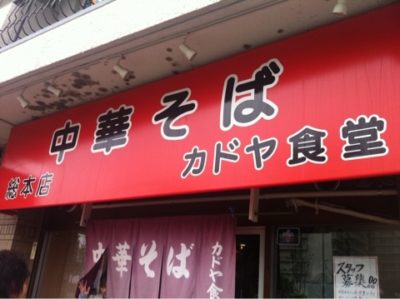 中華そば
総本店
カドヤ食堂
中華そば
カドヤ食
スタッフ
募集